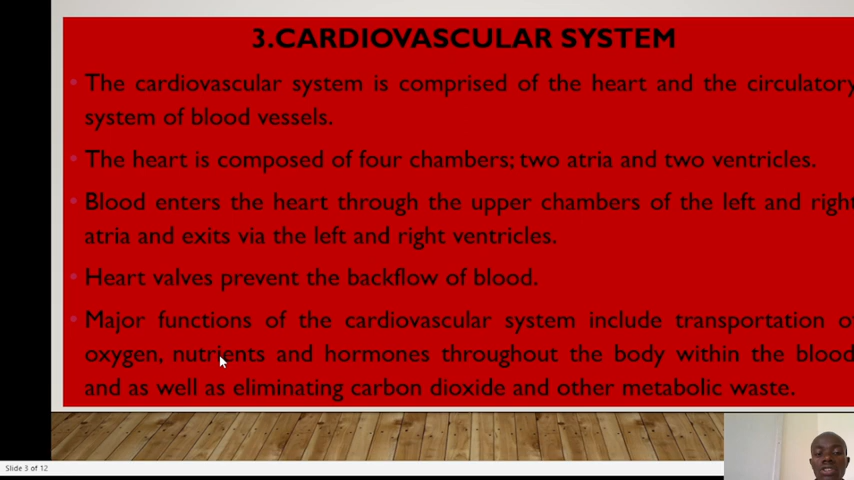 3.CARDIOVASCULAR SYSTEM
• The cardiovascular system is comprised of the heart and the circulatory
system of blood vessels.
• The heart is composed of four chambers; two atria and two ventricles.
• Blood enters the heart through the upper chambers of the left and right
atria and exits via the left and right ventricles.
• Heart valves prevent the backflow of blood.
• Major functions of the cardiovascular system include transportation of
oxygen, nutrients and hormones throughout the body within the blood
and as well as eliminating carbon dioxide and other metabolic waste.
Slide 3 of 12